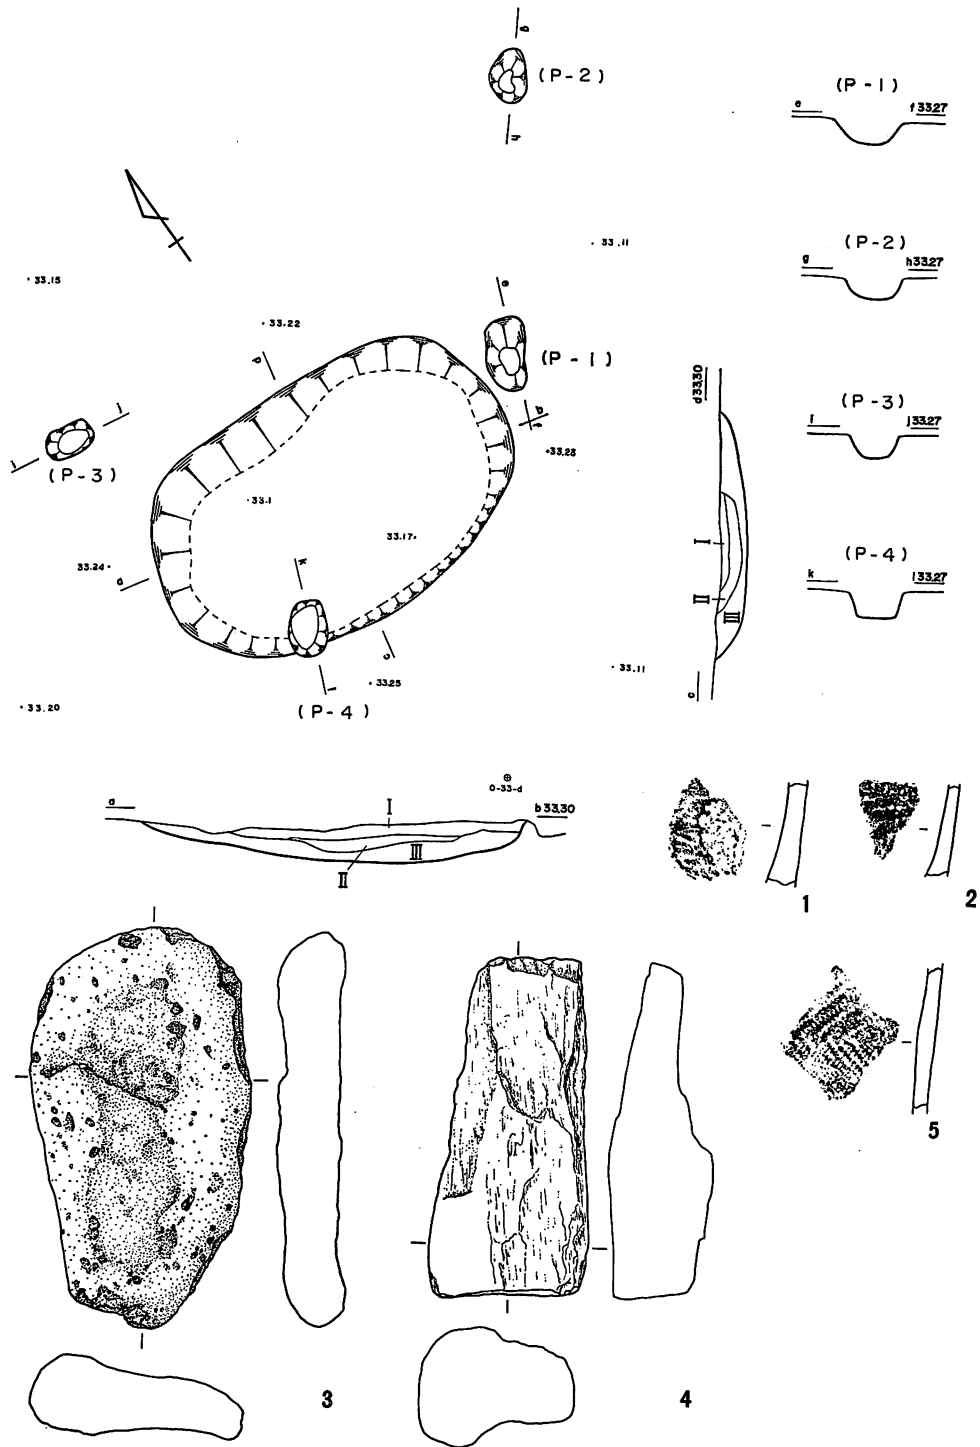 g
(P-2)
h
(P-1)
e
f 33.27
(P-2)
g
h 33.27
• 33.11
• 33.15
• 33.22
e
(P-1)
d
b
f
• 33.23
j
i
(P-3)
• 33.1
33.17 •
33.24 •
a
k
c
• 33.25
l
(P-4)
• 33.20
d 33.30
I
II
III
• 33.11
c
(P-3)
i
j 33.27
(P-4)
k
l 33.27
O-33-d
a
I
b 33.30
III
II
1
2
5
3
4